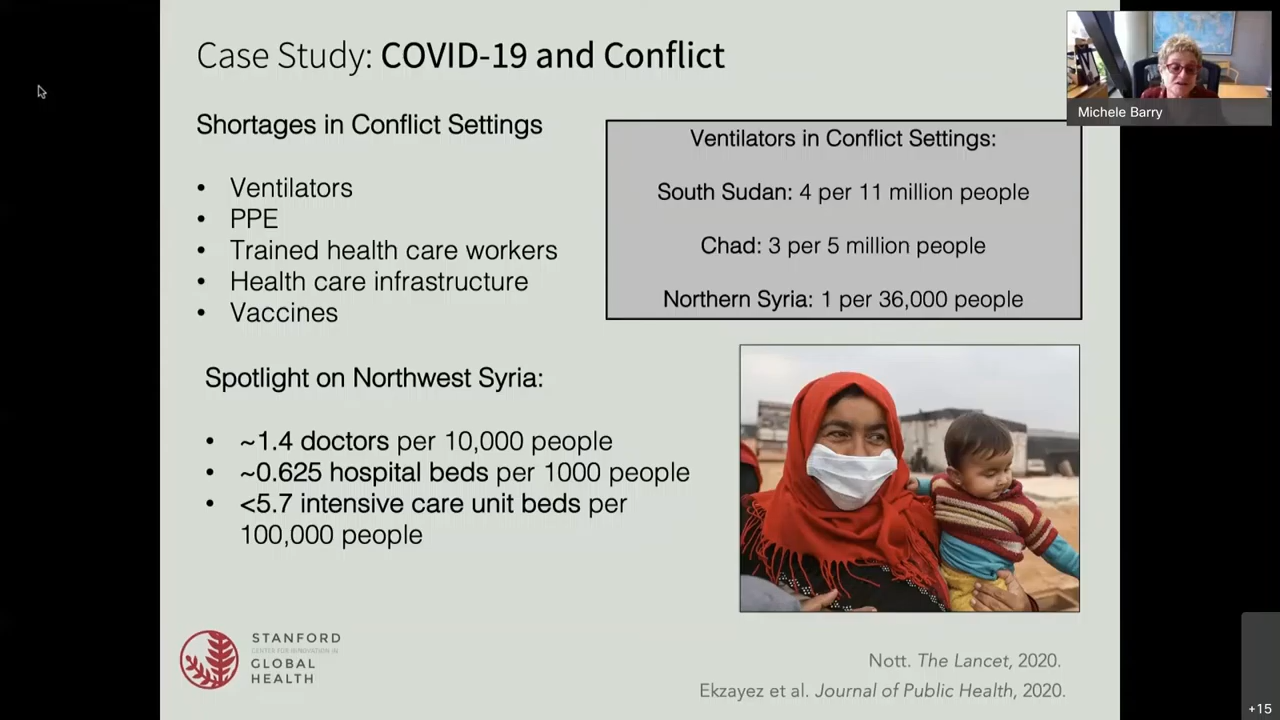 Case Study: COVID-19 and Conflict
Michele Barry
Shortages in Conflict Settings
• Ventilators
• PPE
• Trained health care workers
• Health care infrastructure
• Vaccines
Ventilators in Conflict Settings:
South Sudan: 4 per 11 million people
Chad: 3 per 5 million people
Northern Syria: 1 per 36,000 people
Spotlight on Northwest Syria:
• ~1.4 doctors per 10,000 people
• ~0.625 hospital beds per 1000 people
• <5.7 intensive care unit beds per
100,000 people
STANFORD
CENTER FOR INNOVATION IN
GLOBAL
HEALTH
Nott. The Lancet, 2020.
Ekzayez et al. Journal of Public Health, 2020.
+15